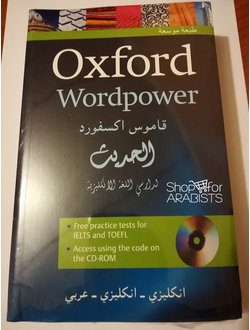 طبعة موسعة
Oxford
Wordpower
قاموس اكسفورد
الحديث
لدارسي اللغة الانكليزية
Shop for
ARABISTS
• Free practice tests for
IELTS and TOEFL
• Access using the code on
the CD-ROM
انكليزي - انكليزي - عربي